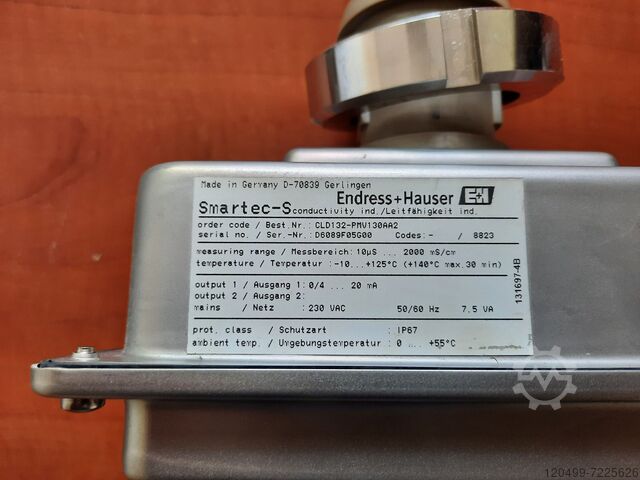 Made in Germany D-70839 Gerlingen
Endress+Hauser E+H
Smartec-S conductivity ind./Leitfähigkeit ind.
order code / Best.Nr.: CLD132-PMV130AA2
serial no. / Ser.-Nr.: D6089F05G00 Codes:- / 8823
measuring range / Messbereich: 10µS ... 2000 mS/cm
temperature / Temperatur :-10... +125°C (+140°C max.30 min)
output 1 / Ausgang 1: 0/4 ... 20 mA
output 2 / Ausgang 2:
mains / Netz : 230 VAC 50/60 Hz 7.5 VA
prot. class / Schutzart : IP67
ambient temp. / Umgebungstemperatur : 0 .... +55°C
131697-4B
120499-7225626